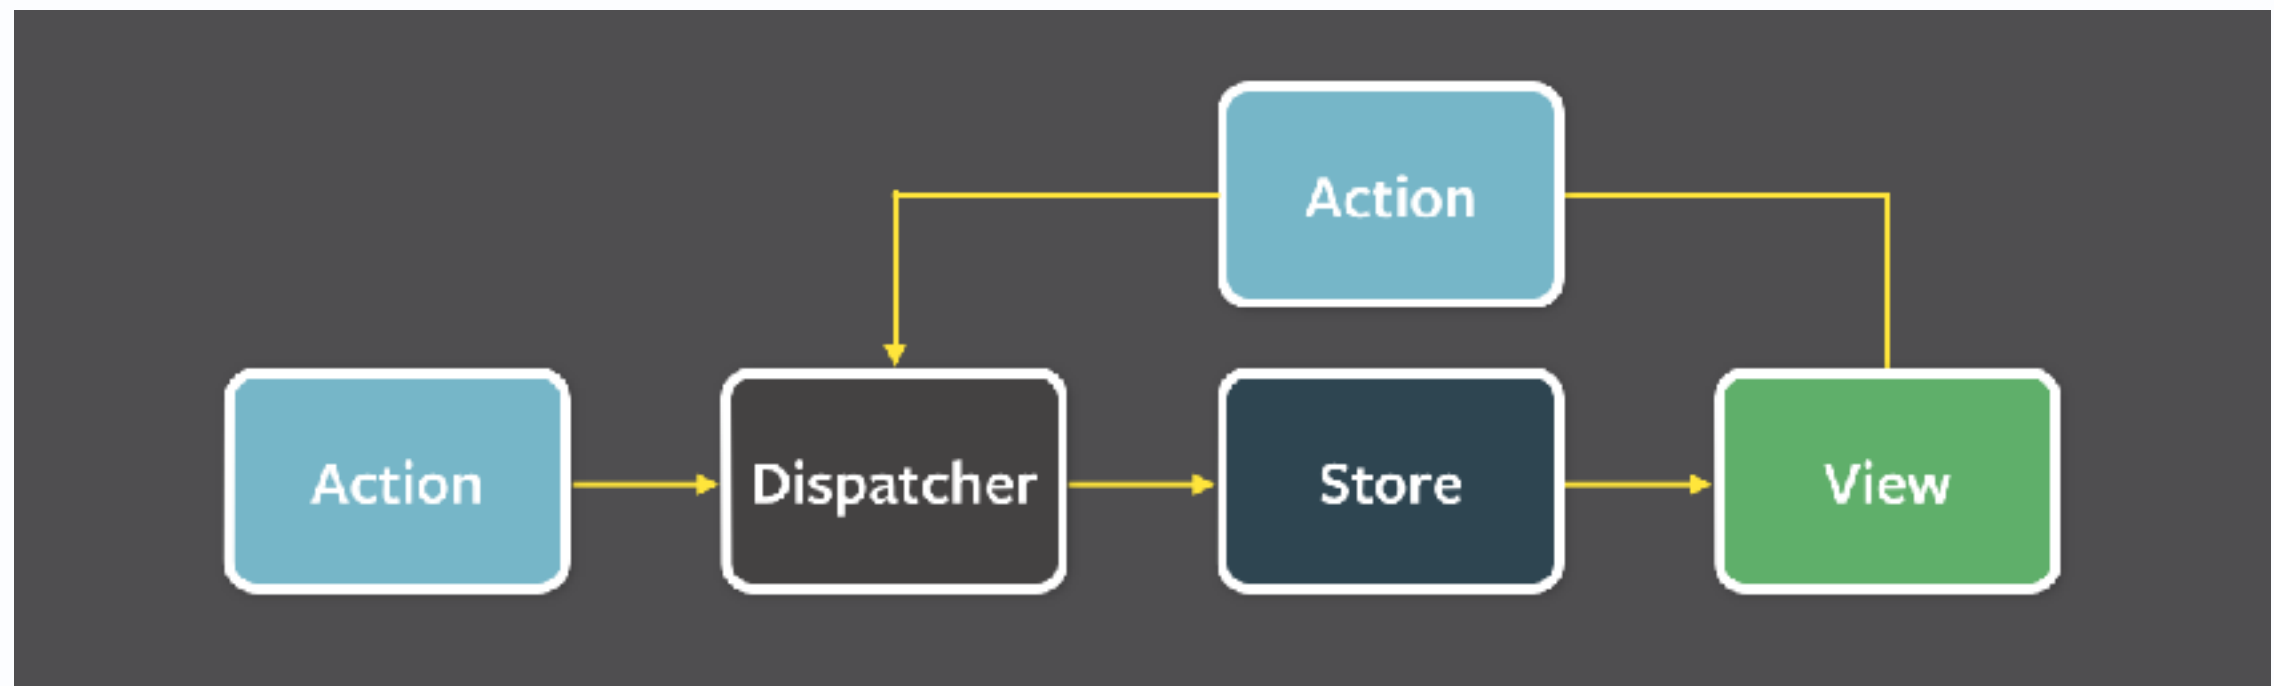 Action
Action
Dispatcher
Store
View